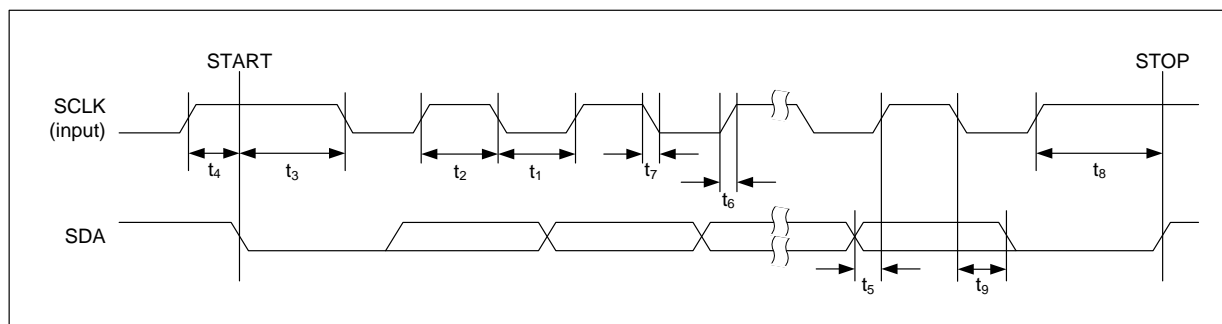 START
STOP
SCLK
(input)
t4
t3
t2
t1
t7
t6
t8
SDA
t5
t9